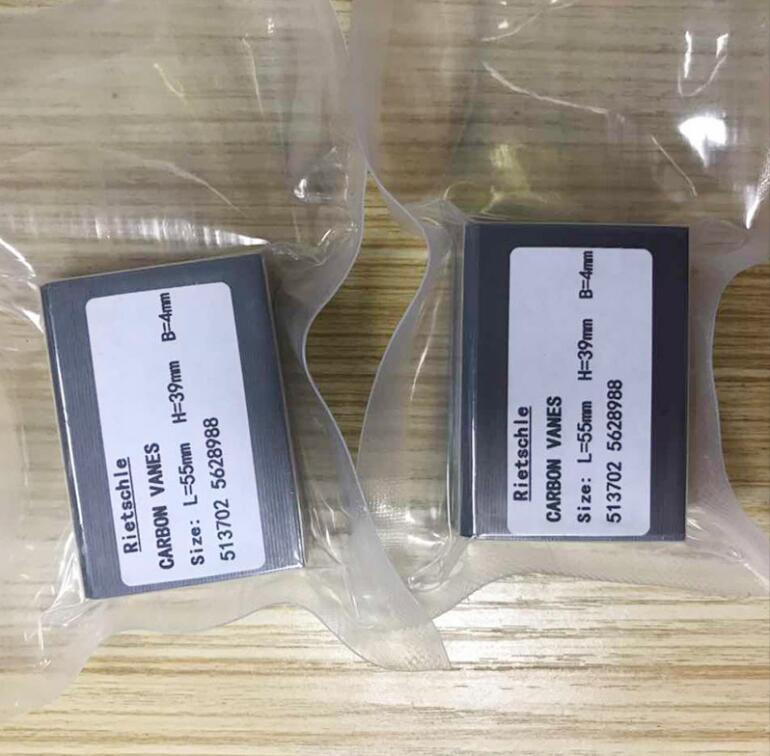 Rietschle
CARBON VANES
Size: L=55mm H=39mm B=4mm
513702 5628988
Rietschle
CARBON VANES
Size: L=55mm H=39mm B=4mm
513702 5628988